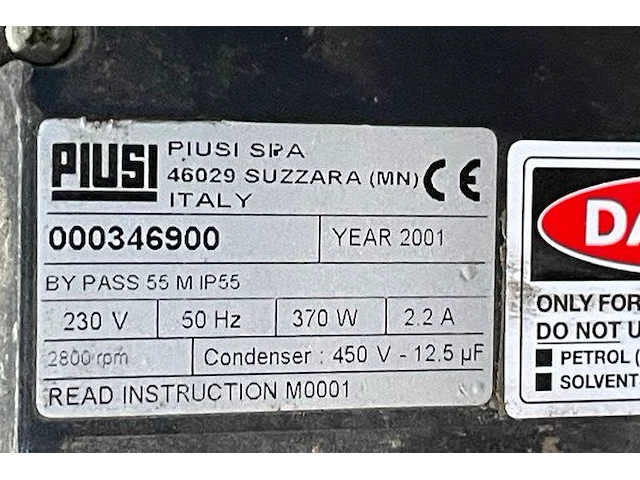 PIUSI
PIUSI SPA
46029 SUZZARA (MN)
ITALY
CE
000346900
YEAR 2001
BY PASS 55 M IP55
230 V
50 Hz
370 W
2.2 A
2800 rpm
Condenser : 450 V - 12.5 µF
READ INSTRUCTION M0001
ONLY FOR
DO NOT
PETROL (
SOLVENT